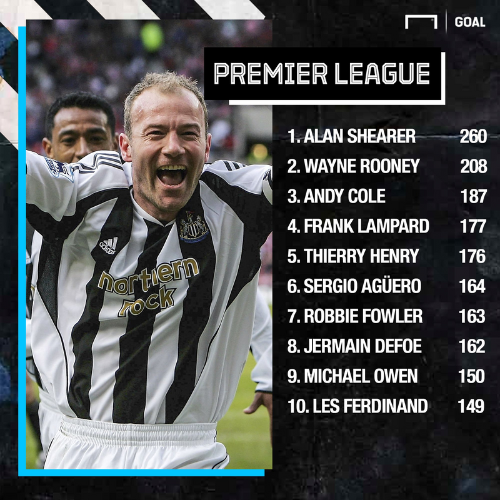 GOAL
PREMIER LEAGUE
1. ALAN SHEARER 260
2. WAYNE ROONEY 208
3. ANDY COLE 187
4. FRANK LAMPARD 177
5. THIERRY HENRY 176
6. SERGIO AGÜERO 164
7. ROBBIE FOWLER 163
8. JERMAIN DEFOE 162
9. MICHAEL OWEN 150
10. LES FERDINAND 149
adidas
northern
rock